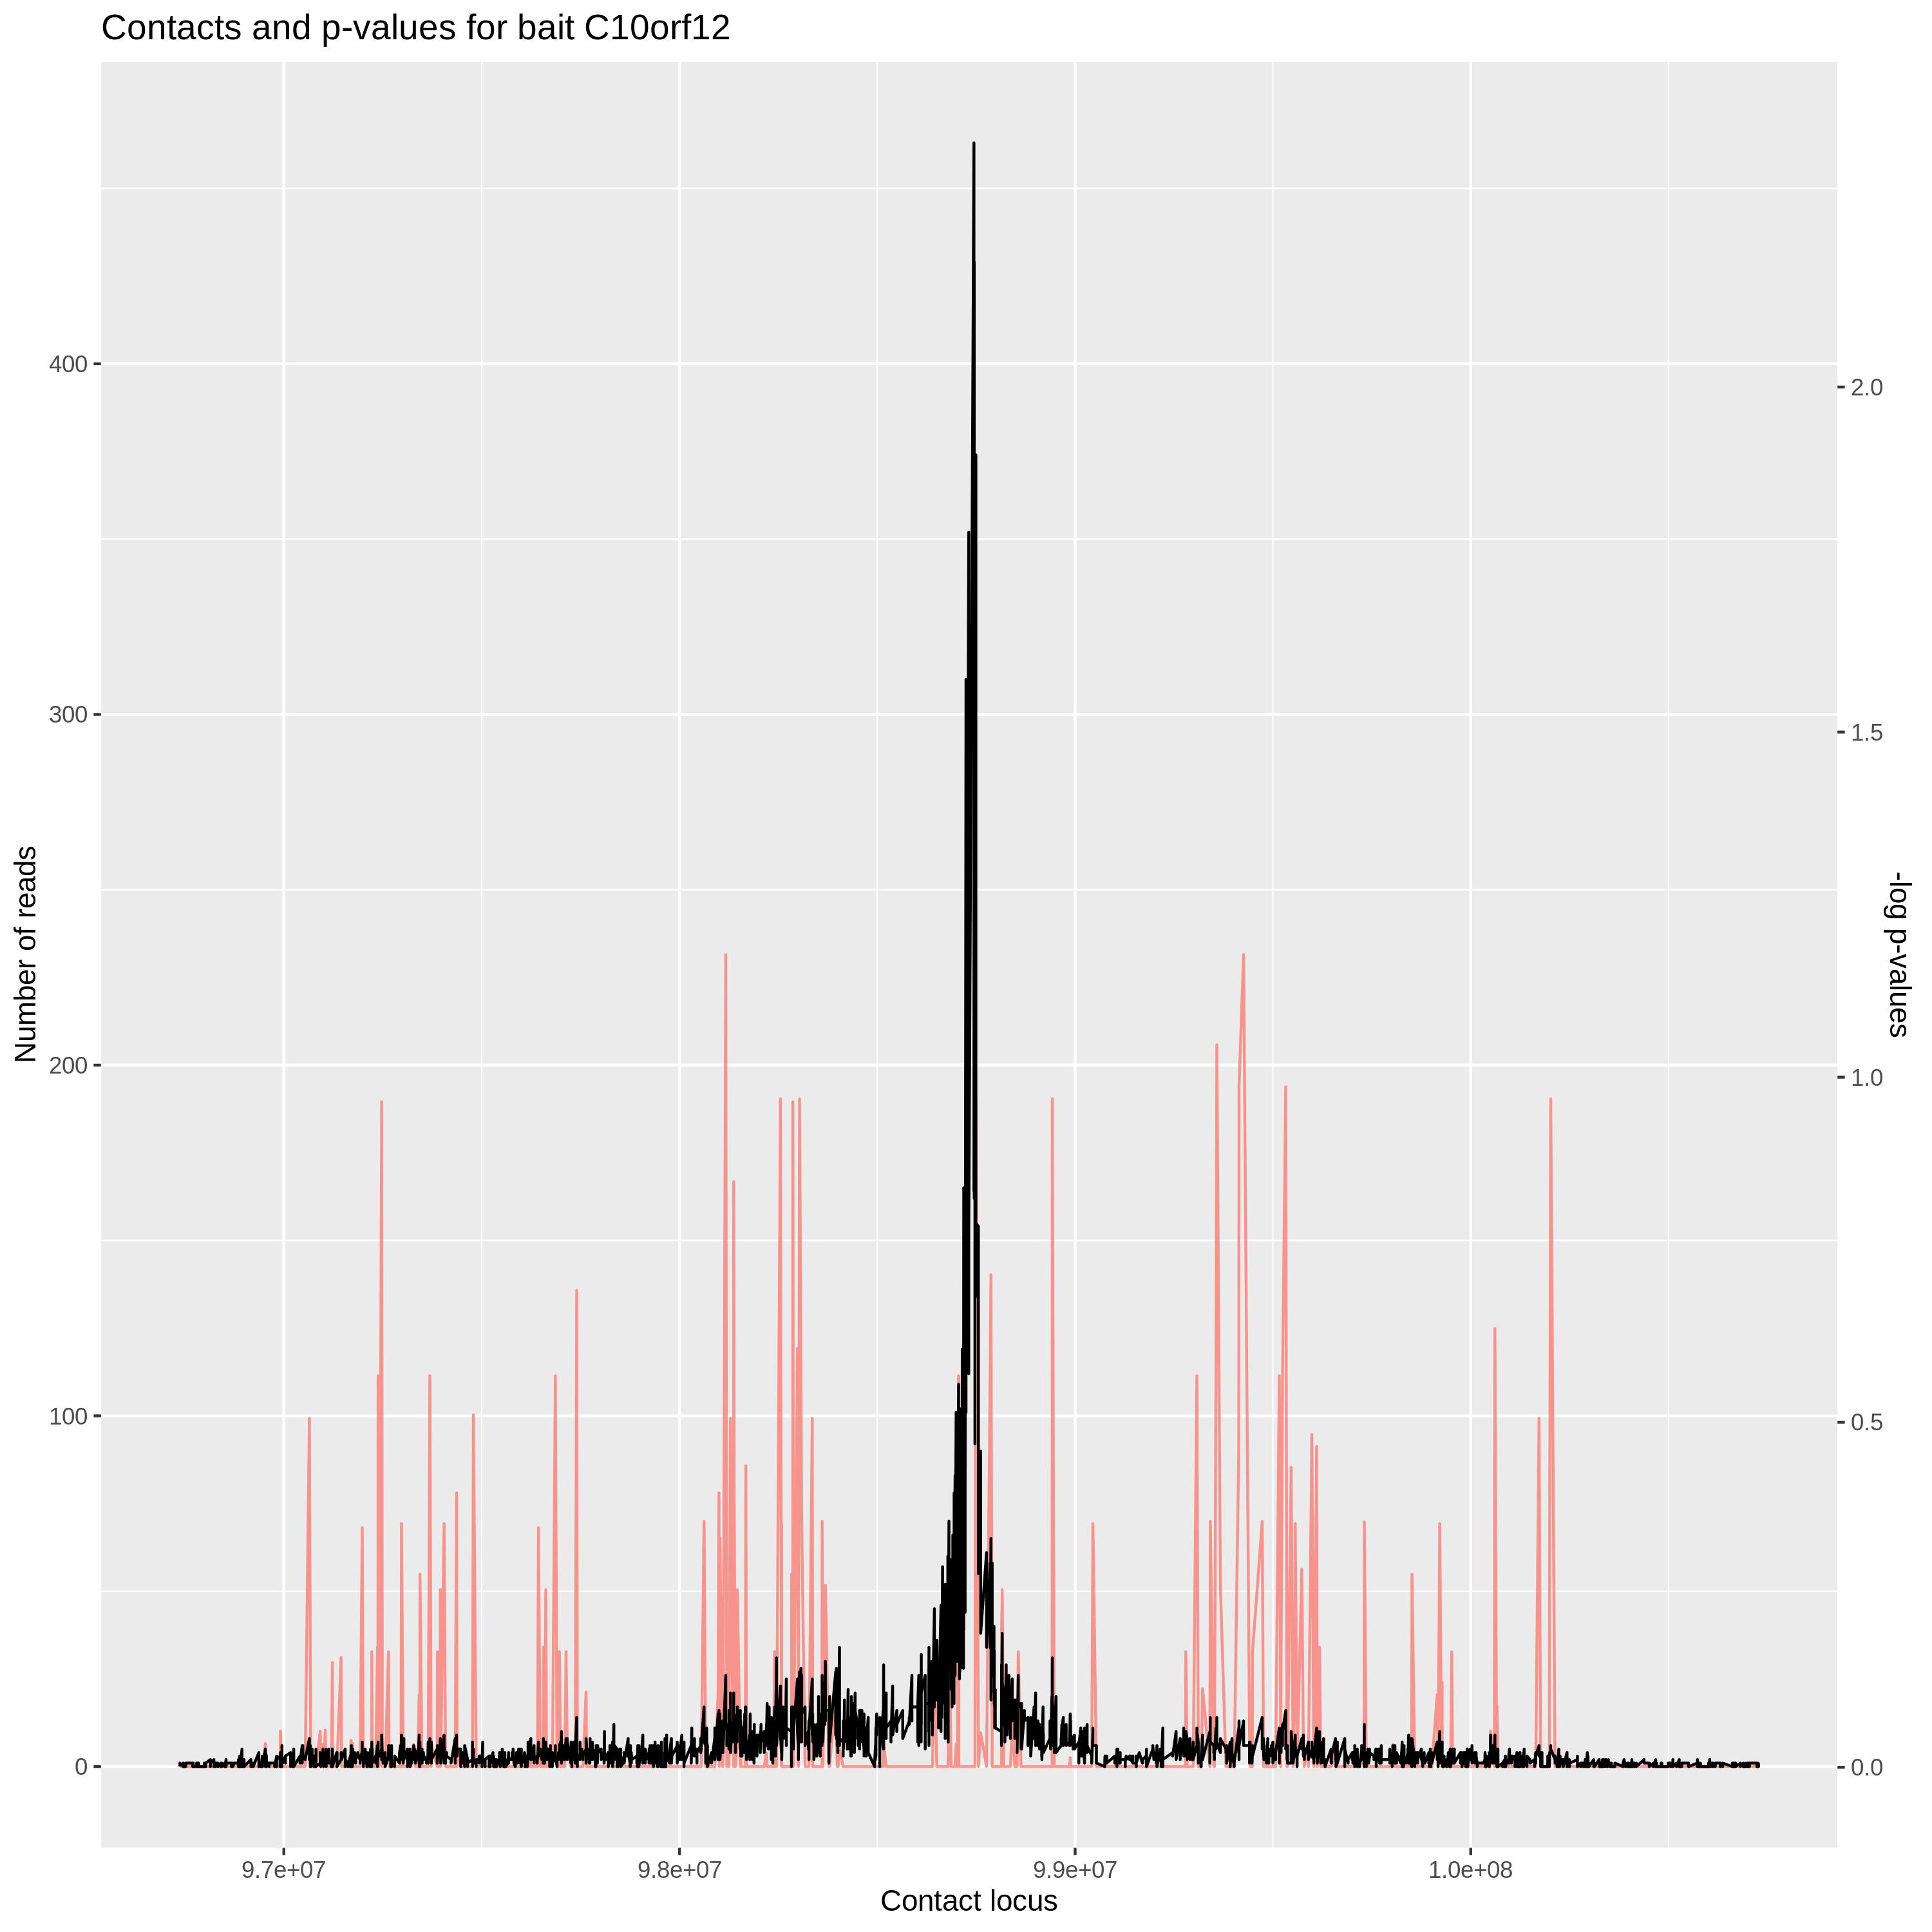 Contacts and p-values for bait C10orf12
Number of reads
400
300
200
100
0
2.0
1.5
1.0
0.5
0.0
-log p-values
9.7e+07
9.8e+07
9.9e+07
1.0e+08
Contact locus